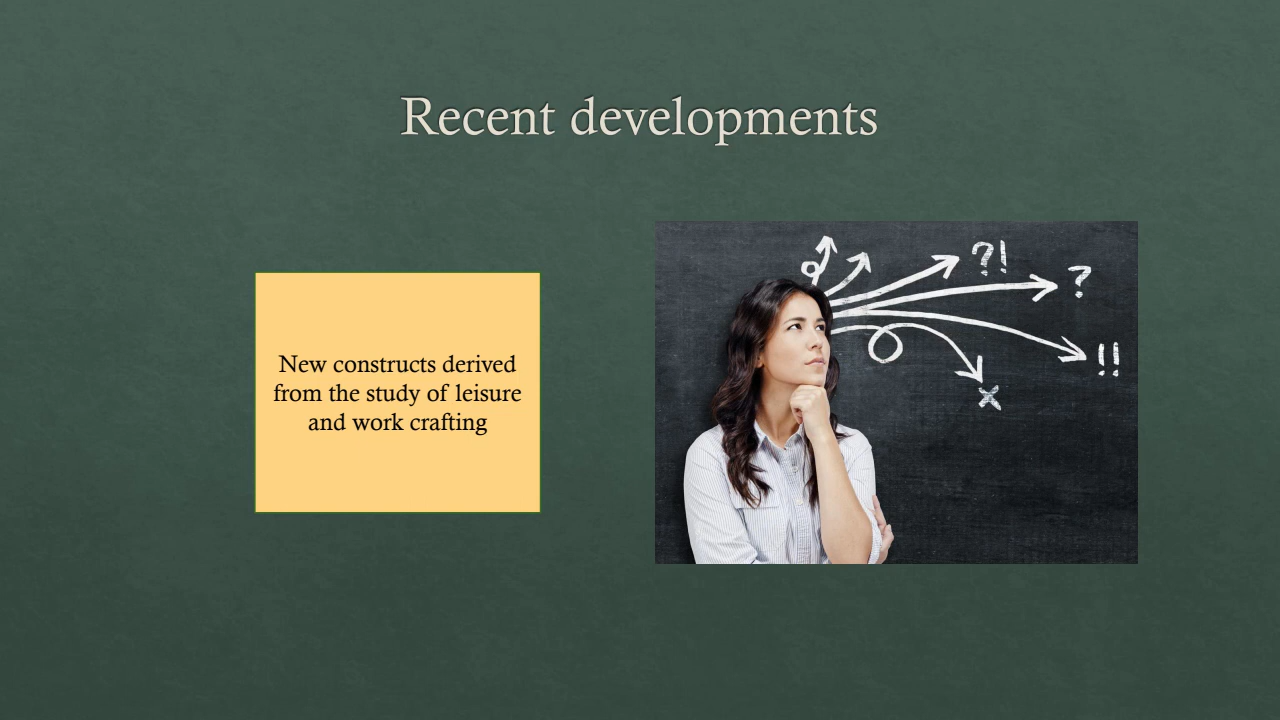 Recent developments
New constructs derived
from the study of leisure
and work crafting
?!
?
!!
x